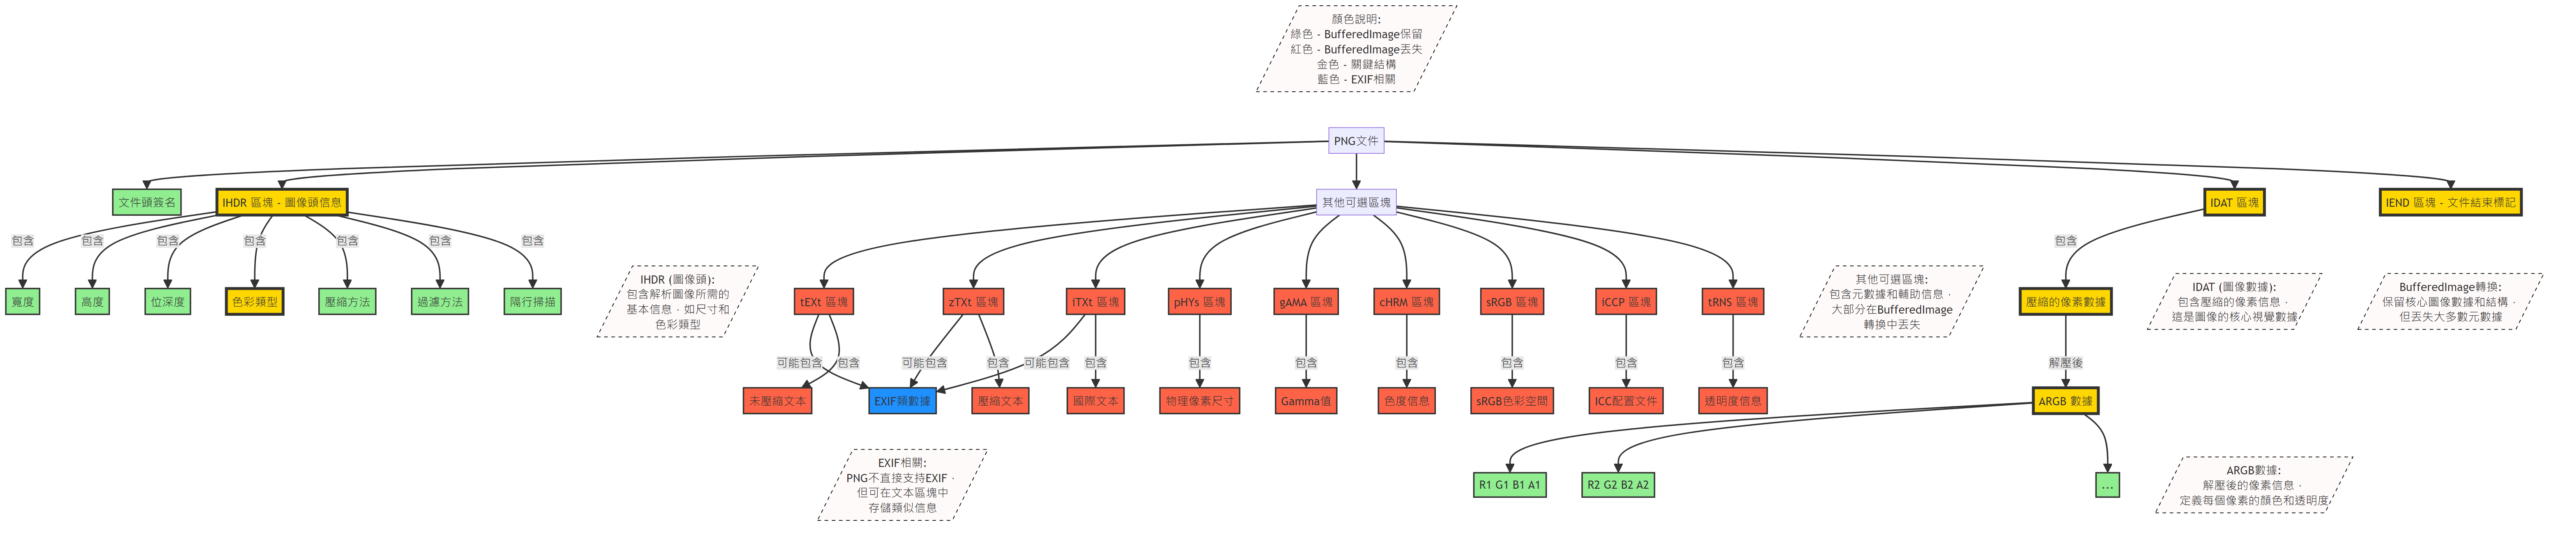 顏色說明:
綠色 - BufferedImage保留
紅色 - BufferedImage丟失
金色 - 關鍵結構
藍色 - EXIF相關
PNG文件
文件頭簽名
IHDR 區塊 - 圖像頭信息
其他可選區塊
IDAT 區塊
IEND 區塊 - 文件結束標記
包含
包含
包含
包含
包含
包含
包含
包含
寬度
高度
位深度
色彩類型
壓縮方法
過濾方法
隔行掃描
IHDR (圖像頭):
包含解析圖像所需的
基本信息，如尺寸和
色彩類型
tEXt 區塊
zTXt 區塊
iTXt 區塊
pHYs 區塊
gAMA 區塊
cHRM 區塊
sRGB 區塊
iCCP 區塊
tRNS 區塊
其他可選區塊:
包含元數據和輔助信息，
大部分在BufferedImage
轉換中丟失
壓縮的像素數據
IDAT (圖像數據):
包含壓縮的像素信息，
這是圖像的核心視覺數據
BufferedImage轉換:
保留核心圖像數據和結構，
但丟失大多數元數據
可能包含
包含
可能包含
包含
可能包含
包含
包含
包含
包含
包含
包含
包含
解壓後
未壓縮文本
EXIF類數據
壓縮文本
國際文本
物理像素尺寸
Gamma值
色度信息
sRGB色彩空間
ICC配置文件
透明度信息
ARGB 數據
EXIF相關:
PNG不直接支持EXIF，
但可在文本區塊中
存儲類似信息
R1 G1 B1 A1
R2 G2 B2 A2
...
ARGB數據:
解壓後的像素信息，
定義每個像素的顏色和透明度